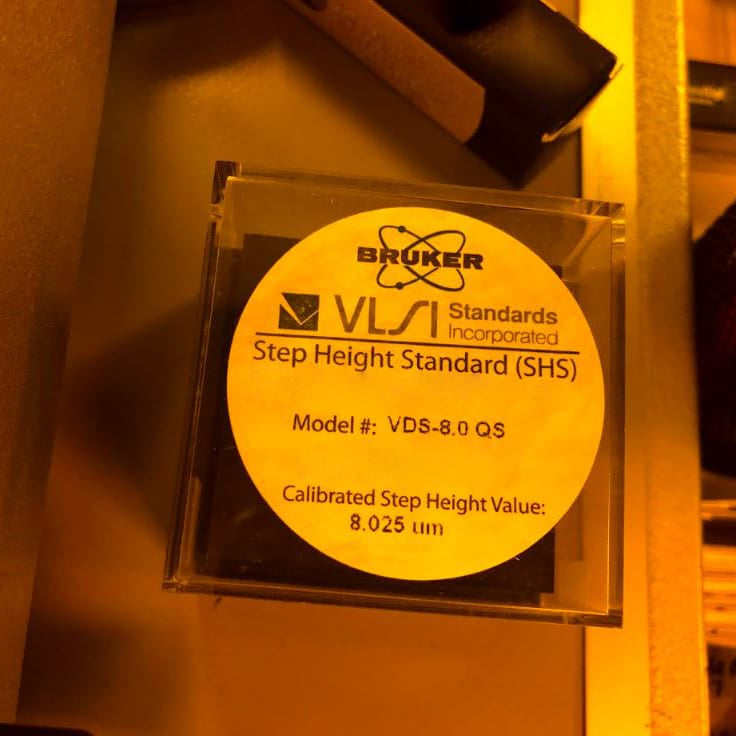 BRUKER
VLSI Standards
Incorporated
Step Height Standard (SHS)
Model #: VDS-8.0 QS
Calibrated Step Height Value:
8.025 um